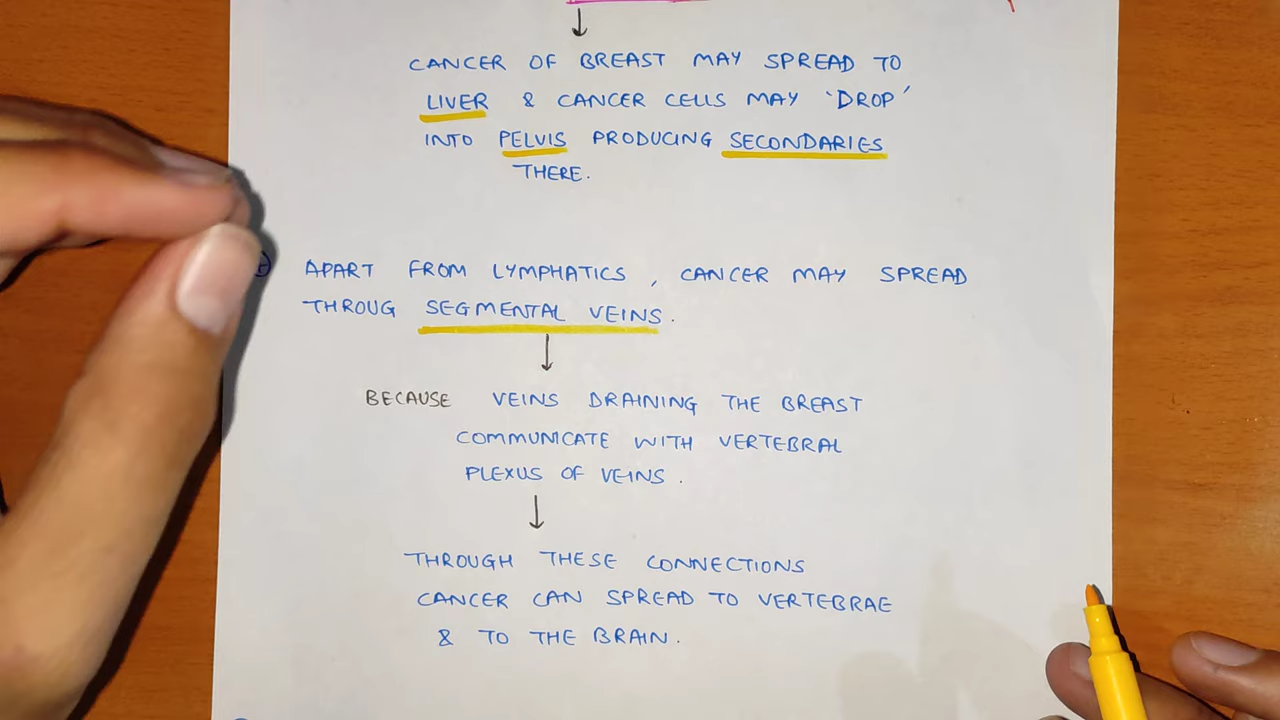 CANCER OF BREAST MAY SPREAD TO
LIVER & CANCER CELLS MAY 'DROP'
INTO PELVIS PRODUCING SECONDARIES
THERE.
APART FROM LYMPHATICS, CANCER MAY SPREAD
THROUG SEGMENTAL VEINS.
BECAUSE VEINS DRAINING THE BREAST
COMMUNICATE WITH VERTEBRAL
PLEXUS OF VEINS.
THROUGH THESE CONNECTIONS
CANCER CAN SPREAD TO VERTEBRAE
& TO THE BRAIN.